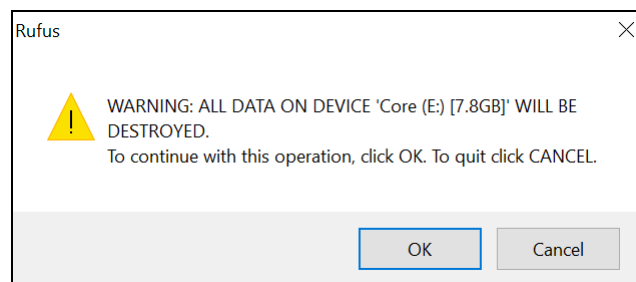 Rufus
WARNING: ALL DATA ON DEVICE 'Core (E:) [7.8GB]' WILL BE
DESTROYED.
To continue with this operation, click OK. To quit click CANCEL.
OK
Cancel